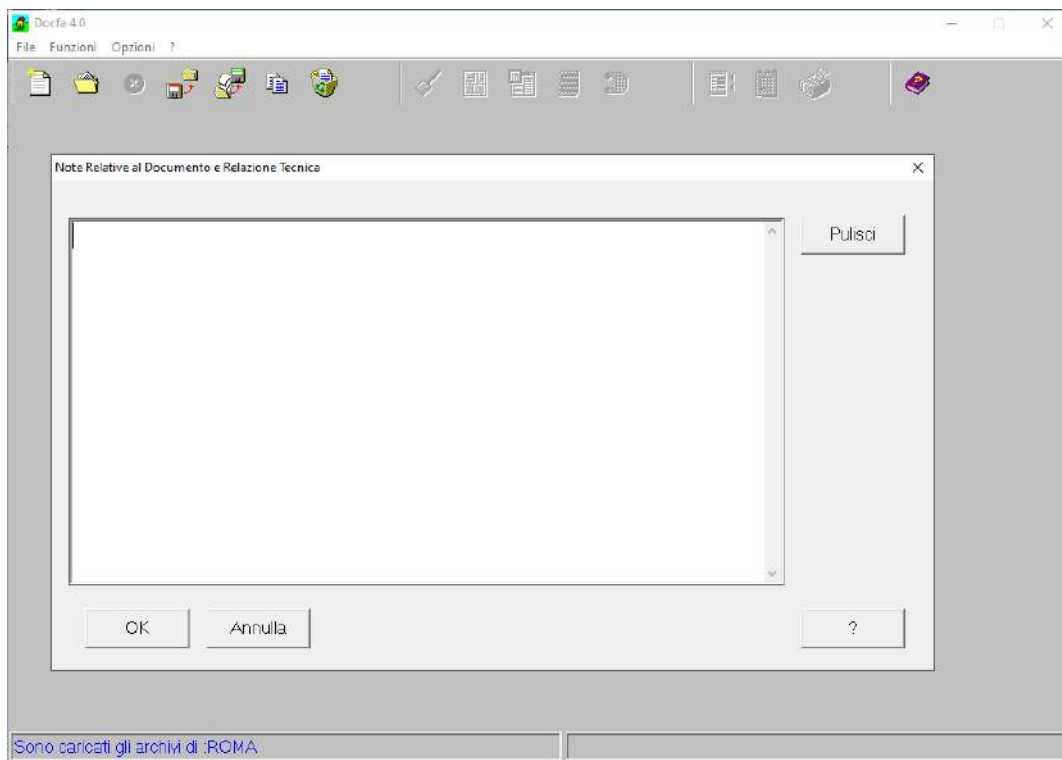 Docfa 4.0
File Funzioni Opzioni ?
Note Relative al Documento e Relazione Tecnica
Pulisci
OK Annulla ?
Sono caricati gli archivi di :ROMA